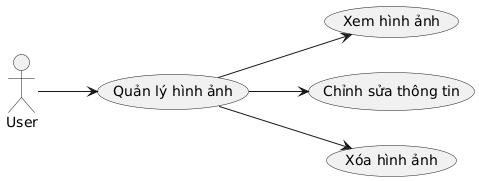 Xem hình ảnh
Quản lý hình ảnh
Chỉnh sửa thông tin
User
Xóa hình ảnh